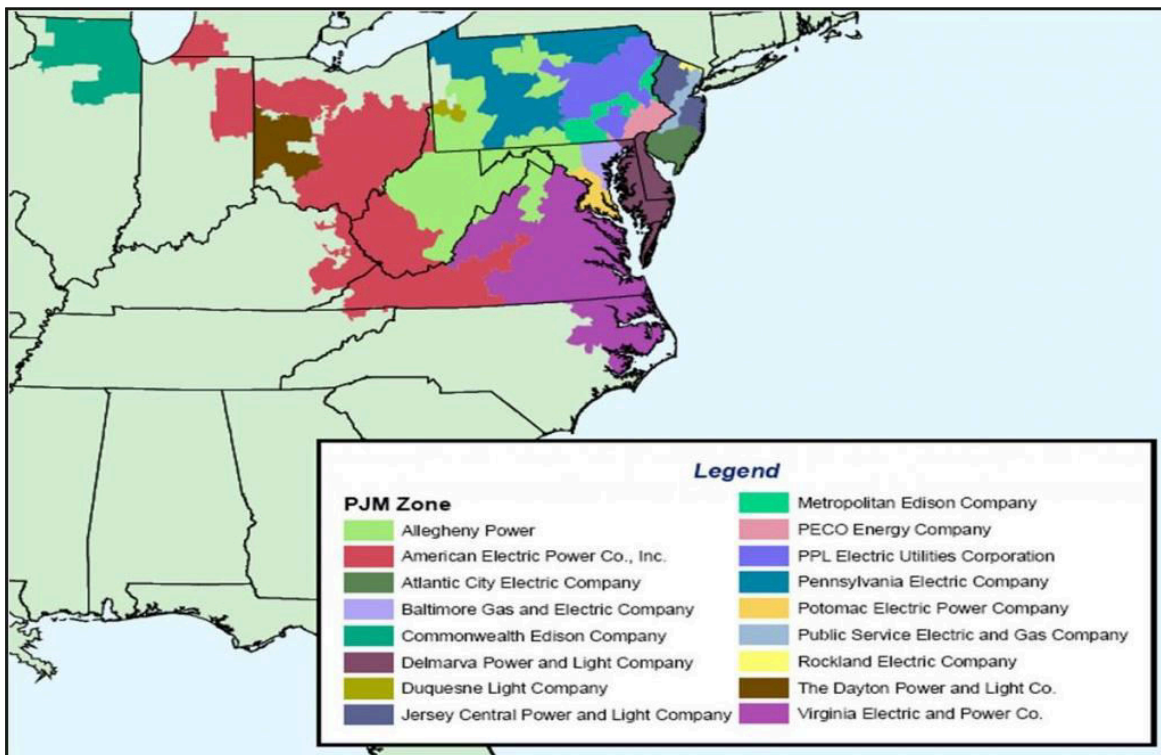 Legend
PJM Zone
Allegheny Power
American Electric Power Co., Inc.
Atlantic City Electric Company
Baltimore Gas and Electric Company
Commonwealth Edison Company
Delmarva Power and Light Company
Duquesne Light Company
Jersey Central Power and Light Company
Metropolitan Edison Company
PECO Energy Company
PPL Electric Utilities Corporation
Pennsylvania Electric Company
Potomac Electric Power Company
Public Service Electric and Gas Company
Rockland Electric Company
The Dayton Power and Light Co.
Virginia Electric and Power Co.